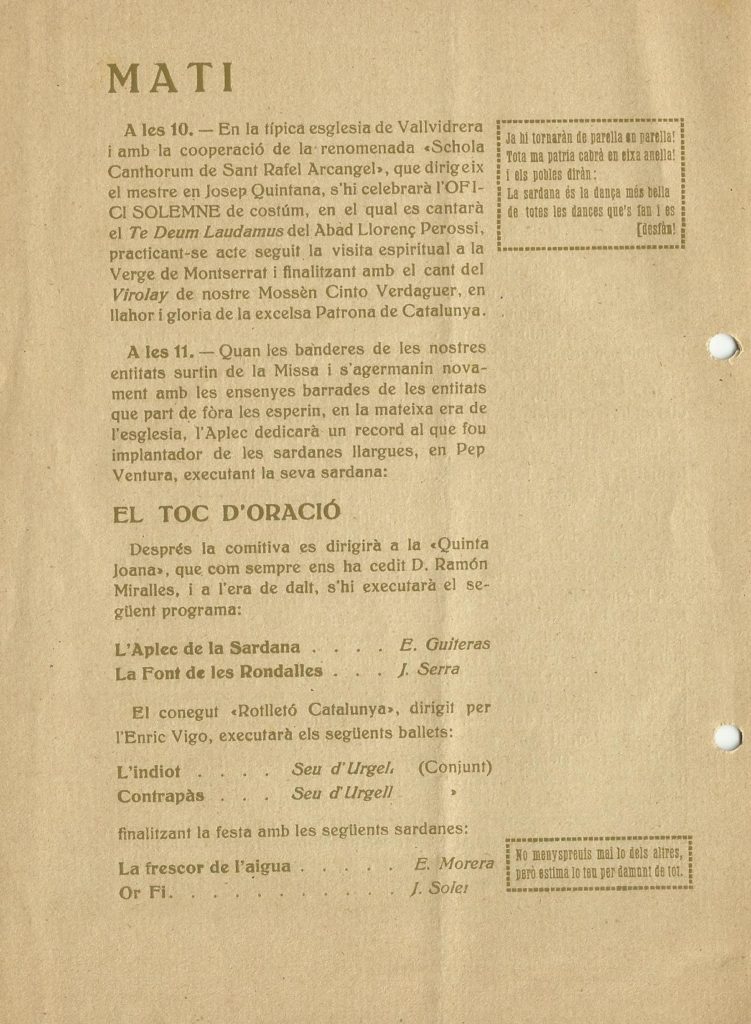 MATI
A les 10. — En la típica esglesia de Vallvidrera
i amb la cooperació de la renomenada «Schola
Canthorum de Sant Rafel Arcangel», que dirigeix
el mestre en Josep Quintana, s'hi celebrarà l'OFI-
CI SOLEMNE de costúm, en el qual es cantarà
el Te Deum Laudamus del Abad Llorenç Perossi,
practicant-se acte seguit la visita espiritual a la
Verge de Montserrat i finalitzant amb el cant del
Virolay de nostre Mossèn Cinto Verdaguer, en
llahor i gloria de la excelsa Patrona de Catalunya.
A les 11. — Quan les banderes de les nostres
entitats surtin de la Missa i s'agermanin nova-
ment amb les ensenyes barrades de les entitats
que part de fòra les esperin, en la mateixa era de
l'esglesia, l'Aplec dedicarà un record al que fou
implantador de les sardanes llargues, en Pep
Ventura, executant la seva sardana:
EL TOC D'ORACIÓ
Després la comitiva es dirigirà a la «Quinta
Joana», que com sempre ens ha cedit D. Ramón
Miralles, i a l'era de dalt, s'hi executarà el se-
güent programa:
L'Aplec de la Sardana . . . . E. Guiteras
La Font de les Rondalles . . . J. Serra
El conegut «Rotlletó Catalunya», dirigit per
l'Enric Vigo, executarà els següents ballets:
L'indiot . . . . Seu d'Urgel (Conjunt)
Contrapàs . . . Seu d'Urgell »
finalitzant la festa amb les següents sardanes:
La frescor de l'aigua . . . . . E. Morera
Or Fi. . . . . . . . . . . J. Soler
Ja hi tornaràn de parella en parella!
Tota ma patria cabrà en eixa anella!
i els pobles diràn:
La sardana és la dança més bella
de totes les dances que's fan i es
[desfàn!
No menyspreuis mai lo dels altres,
però estima lo teu per damunt de tot.